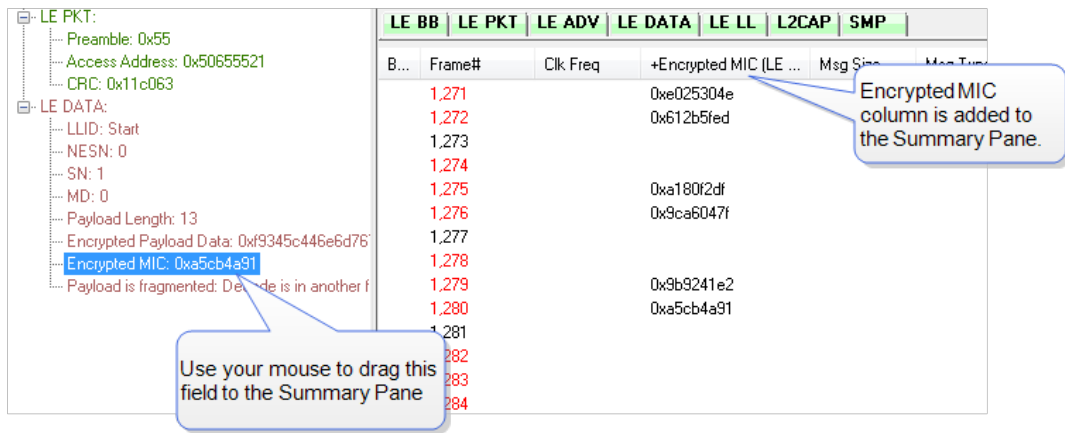 LE PKT:
Preamble: 0x55
Access Address: 0x50655521
CRC: 0x11c063
LE DATA:
LLID: Start
NESN: 0
SN: 1
MD: 0
Payload Length: 13
Encrypted Payload Data: 0xf9345c446e6d76
Encrypted MIC: 0xa5cb4a91
Payload is fragmented: Decode is in another f
Use your mouse to drag this
field to the Summary Pane
LE BB LE PKT LE ADV LE DATA LE LL L2CAP SMP
B... Frame# Clk Freq +Encrypted MIC (LE ... Msg Size Msg Type
1,271 0xe025304e
1,272 0x612b5fed
1,273
1,274
1,275 0xa180f2df
1,276 0x9ca6047f
1,277
1,278
1,279 0x9b9241e2
1,280 0xa5cb4a91
1,281
282
283
284
Encrypted MIC
column is added to
the Summary Pane.